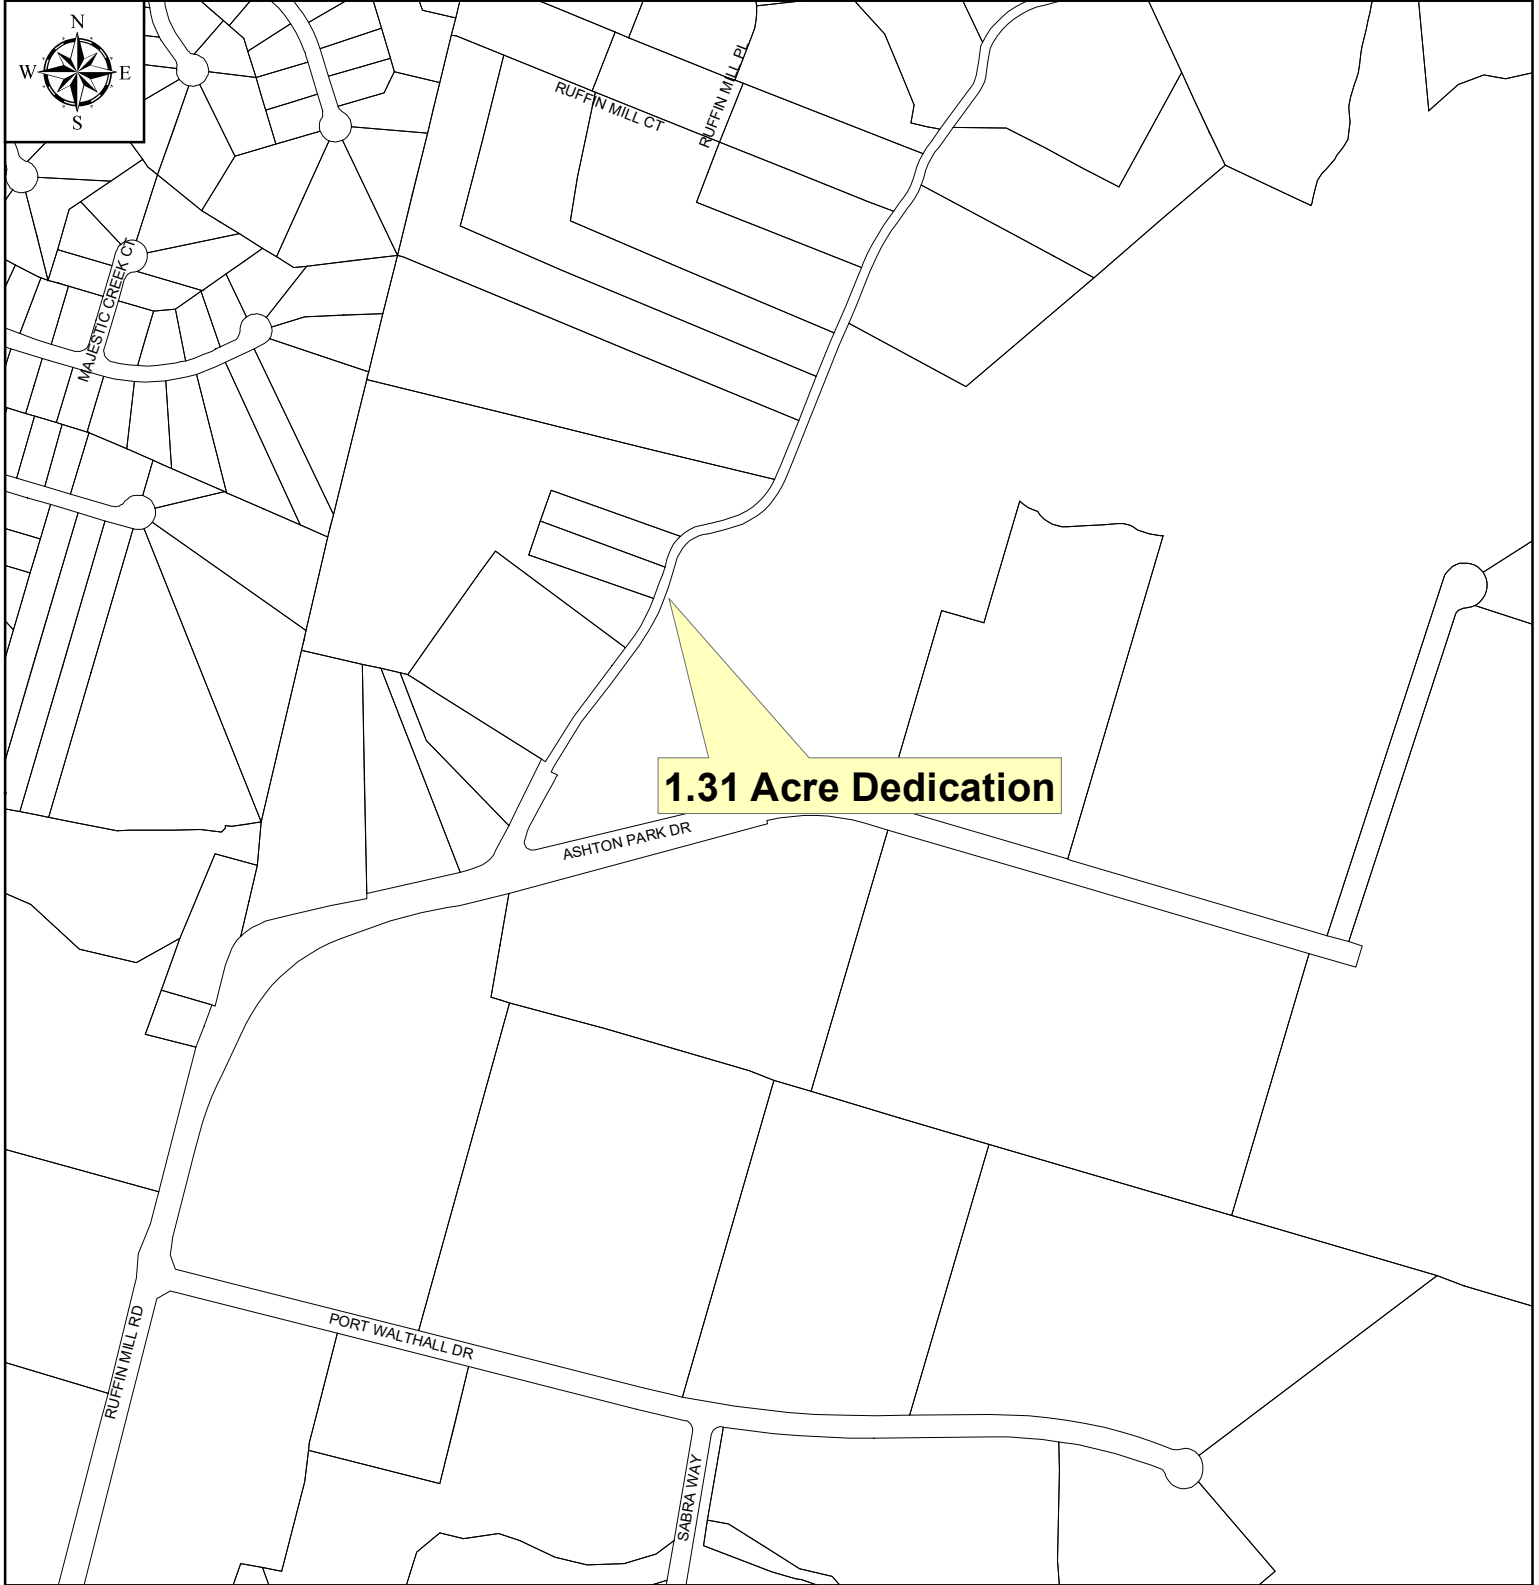 N
W E
S
RUFFIN MILL CT
RUFFIN MILL PL
MAJESTIC CREEK CT
1.31 Acre Dedication
ASHTON PARK DR
RUFFIN MILL RD
PORT WALTHALL DR
SABRA WAY